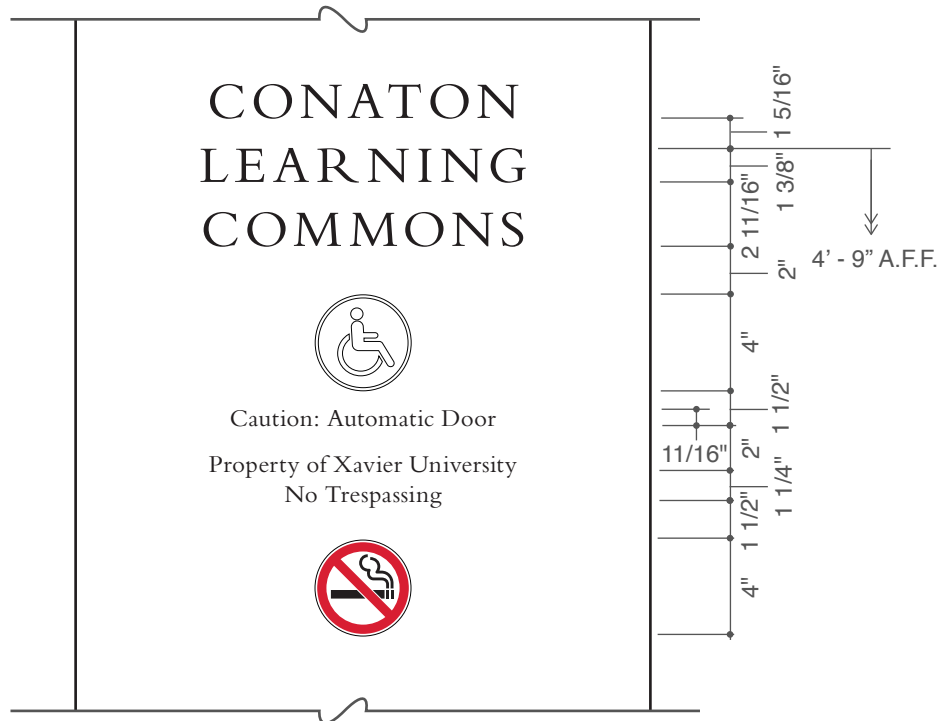 CONATON
LEARNING
COMMONS
Caution: Automatic Door
Property of Xavier University
No Trespassing
1 5/16"
1 3/8"
2 11/16"
2"
4' - 9” A.F.F.
4"
1 1/2"
11/16"
2"
1 1/4"
1 1/2"
4"